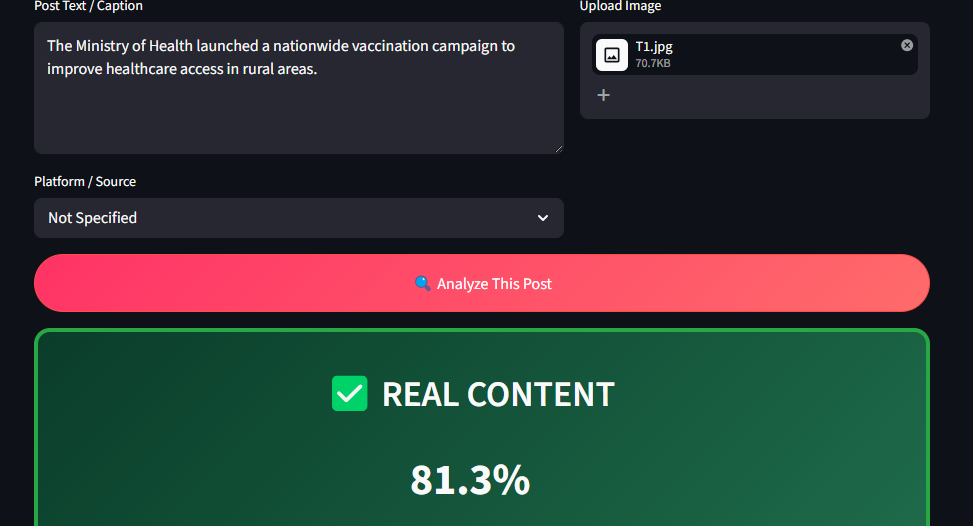 Post Text / Caption
Upload Image
The Ministry of Health launched a nationwide vaccination campaign to
improve healthcare access in rural areas.
T1.jpg
70.7KB
Platform / Source
Not Specified
Analyze This Post
REAL CONTENT
81.3%